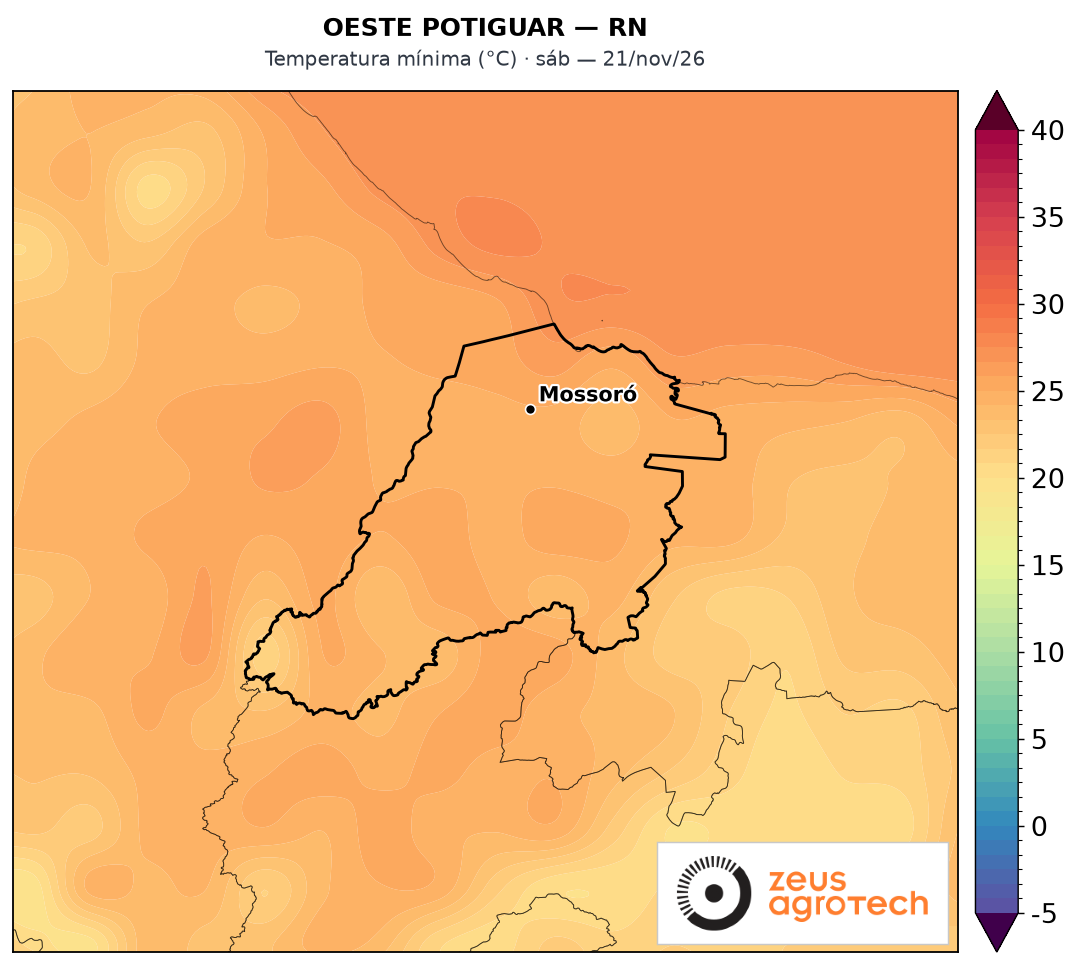 OESTE POTIGUAR — RN
Temperatura mínima (°C) · sáb — 21/nov/26
40
35
30
25
20
15
10
5
0
-5
Mossoró
zeus
agrotech